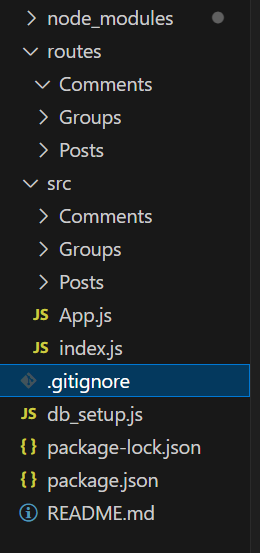 node_modules
routes
Comments
Groups
Posts
src
Comments
Groups
Posts
JS App.js
JS index.js
.gitignore
JS db_setup.js
{} package-lock.json
{} package.json
README.md